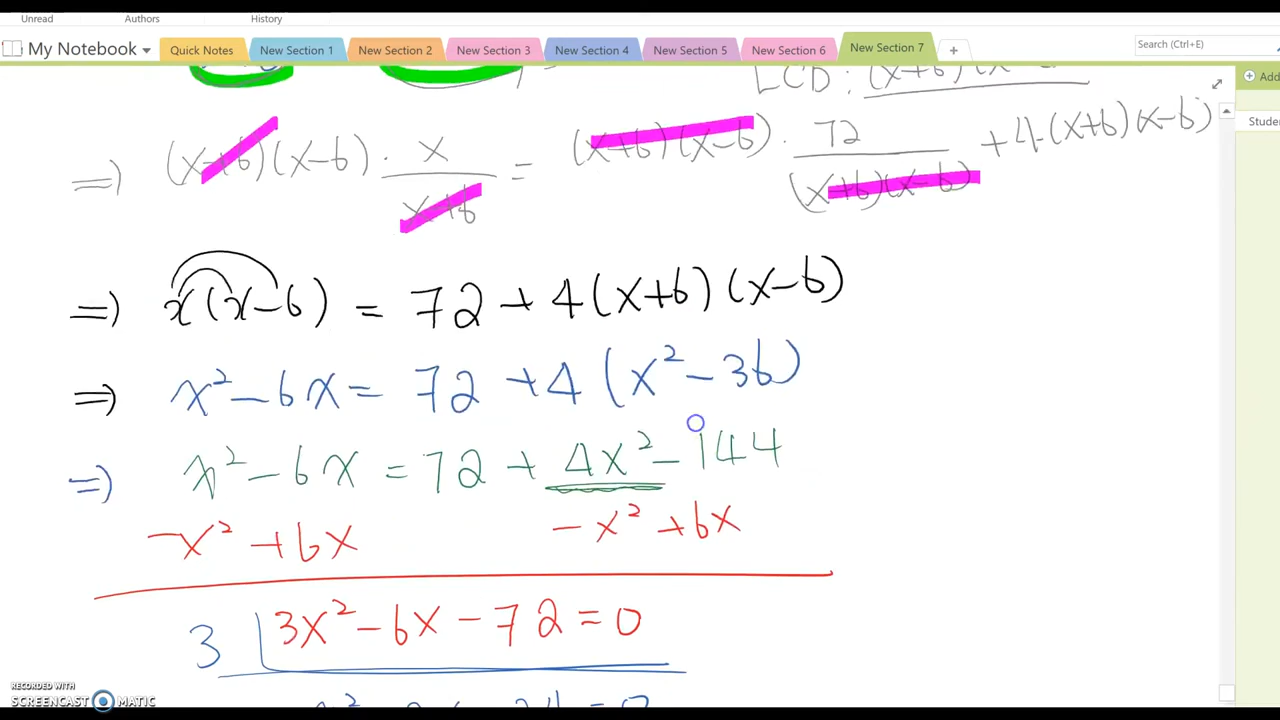 Unread Authors History
My Notebook Quick Notes New Section 1 New Section 2 New Section 3 New Section 4 New Section 5 New Section 6 New Section 7 + Search (Ctrl+E)
Add
Stude
LCD : (x+6)(x-
=) (x+6)(x-6) · x/(x+6) = (x+6)(x-6) · 72/((x+6)(x-6)) + 4·(x+6)(x-6)
=) x(x-6) = 72 + 4(x+6)(x-6)
=> x² - 6x = 72 + 4(x² - 36)
=) x² - 6x = 72 + 4x² - 144
-x² + 6x -x² + 6x
3 3x² - 6x - 72 = 0
RECORDED WITH
SCREENCAST MATIC